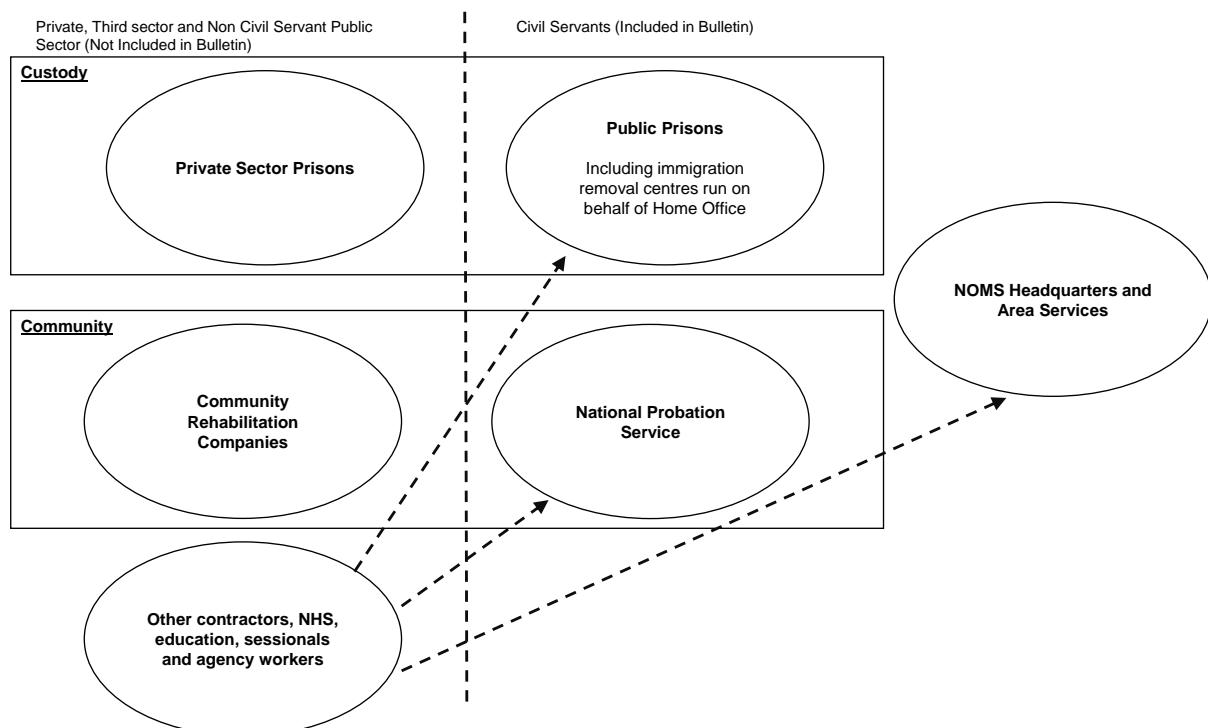 Private, Third sector and Non Civil Servant Public
Sector (Not Included in Bulletin)
Civil Servants (Included in Bulletin)
Custody
Private Sector Prisons
Public Prisons
Including immigration
removal centres run on
behalf of Home Office
NOMS Headquarters and
Area Services
Community
Community
Rehabilitation
Companies
National Probation
Service
Other contractors, NHS,
education, sessionals
and agency workers